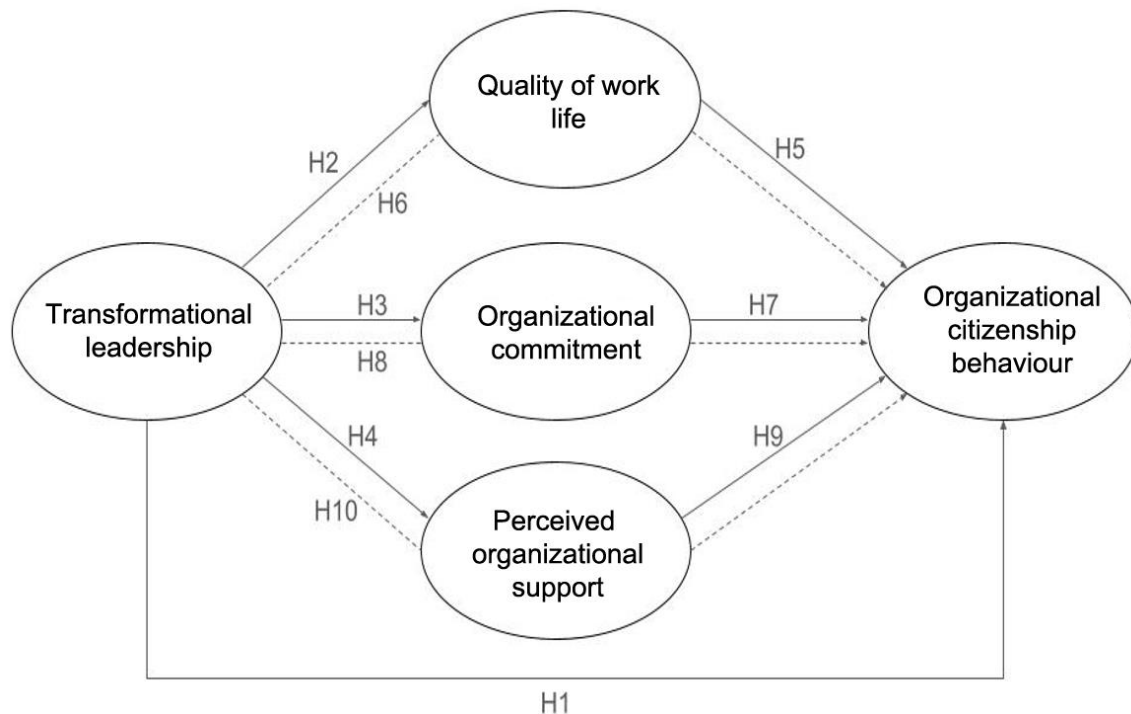 Quality of work
life
H2
H5
H6
Transformational
leadership
H3
Organizational
commitment
H7
Organizational
citizenship
behaviour
H8
H4
H9
H10
Perceived
organizational
support
H1